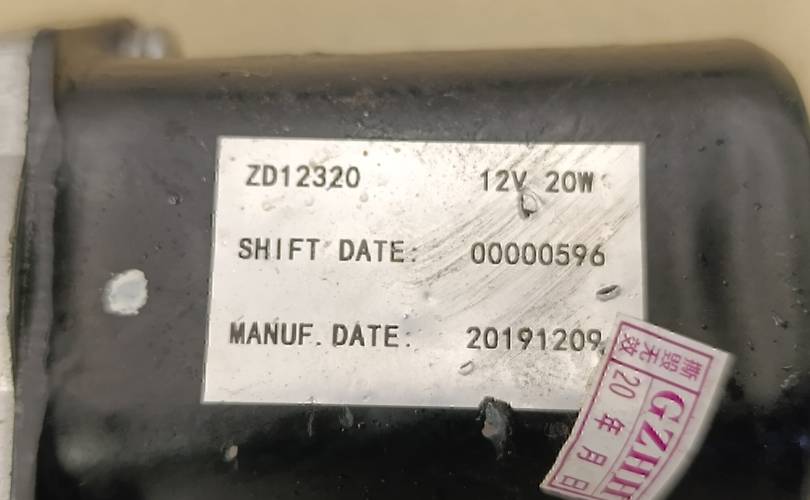 ZD12320 12V 20W
SHIFT DATE: 00000596
MANUF.DATE: 20191209
撕毁无效
GZHH
20 年 月 日